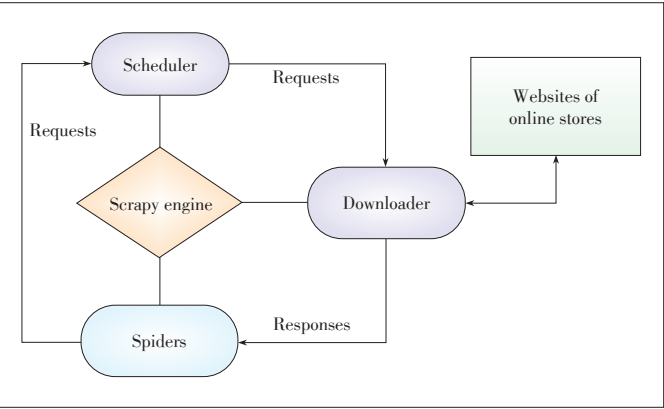 Scheduler
Requests
Websites of
online stores
Requests
Scrapy engine
Downloader
Responses
Spiders